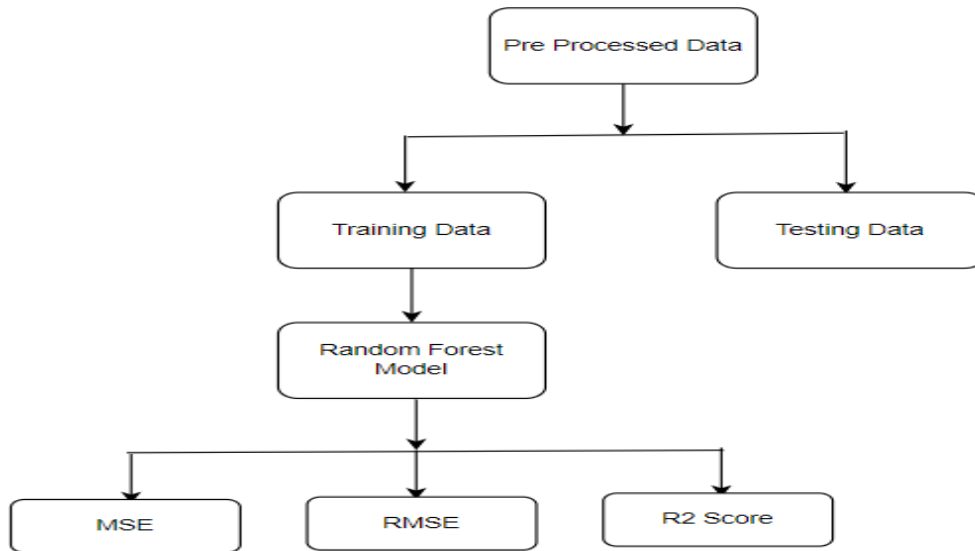 Pre Processed Data
Training Data
Testing Data
Random Forest
Model
MSE
RMSE
R2 Score